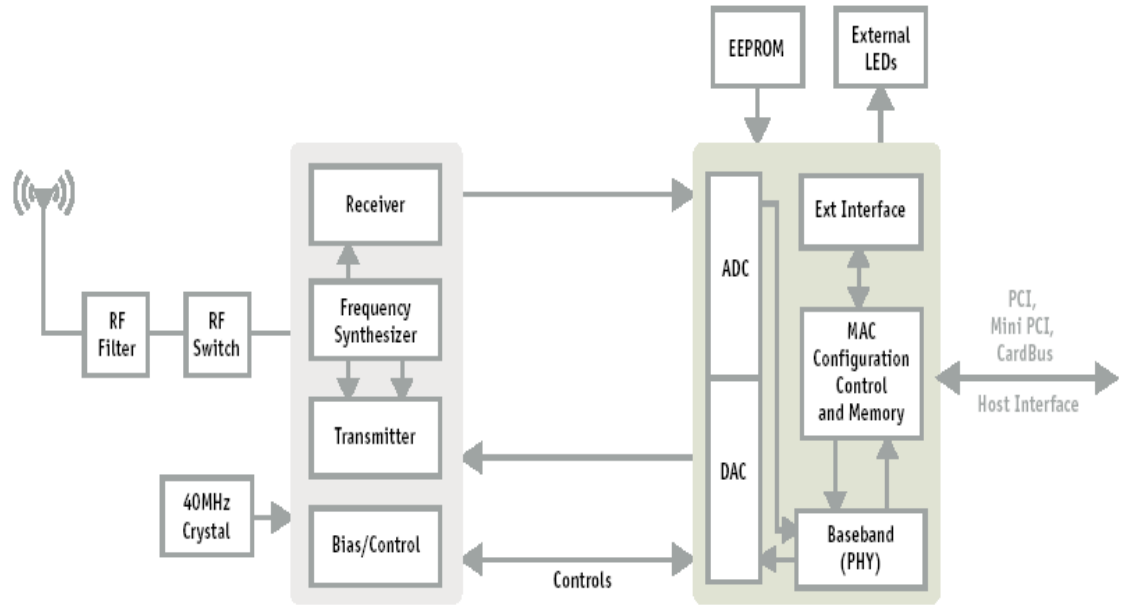 EEPROM
External
LEDs
Receiver
Ext Interface
ADC
Frequency
Synthesizer
RF
Filter
RF
Switch
PCI,
Mini PCI,
CardBus
MAC
Configuration
Control
and Memory
Host Interface
Transmitter
DAC
40MHz
Crystal
Bias/Control
Baseband
(PHY)
Controls